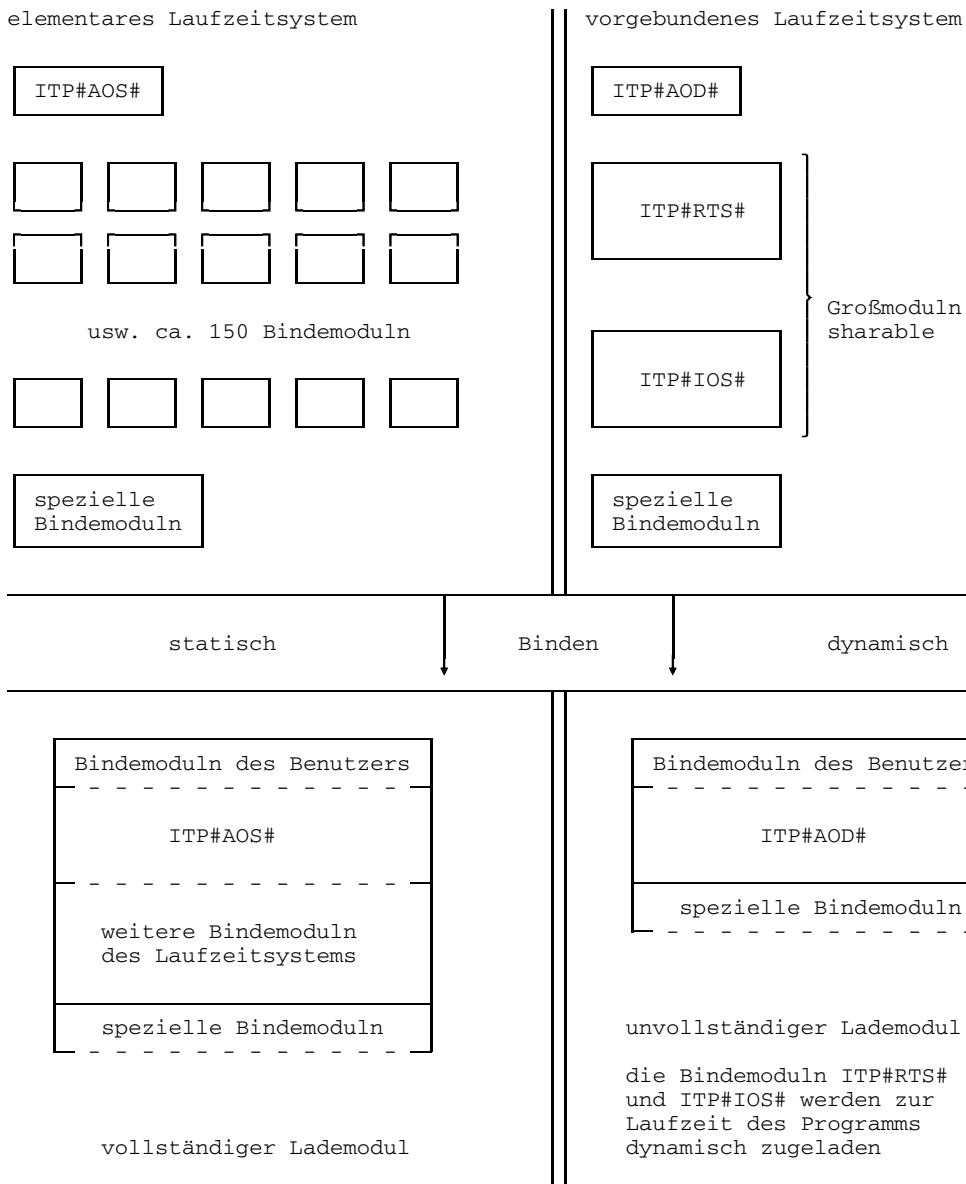 elementares Laufzeitsystem
vorgebundenes Laufzeitsystem
ITP#AOS#
ITP#AOD#
ITP#RTS#
usw. ca. 150 Bindemoduln
Großmoduln
sharable
ITP#IOS#
spezielle
Bindemoduln
spezielle
Bindemoduln
statisch
Binden
dynamisch
Bindemoduln des Benutzers
ITP#AOS#
weitere Bindemoduln
des Laufzeitsystems
spezielle Bindemoduln
vollständiger Lademodul
Bindemoduln des Benutzer
ITP#AOD#
spezielle Bindemoduln
unvollständiger Lademodul
die Bindemoduln ITP#RTS#
und ITP#IOS# werden zur
Laufzeit des Programms
dynamisch zugeladen